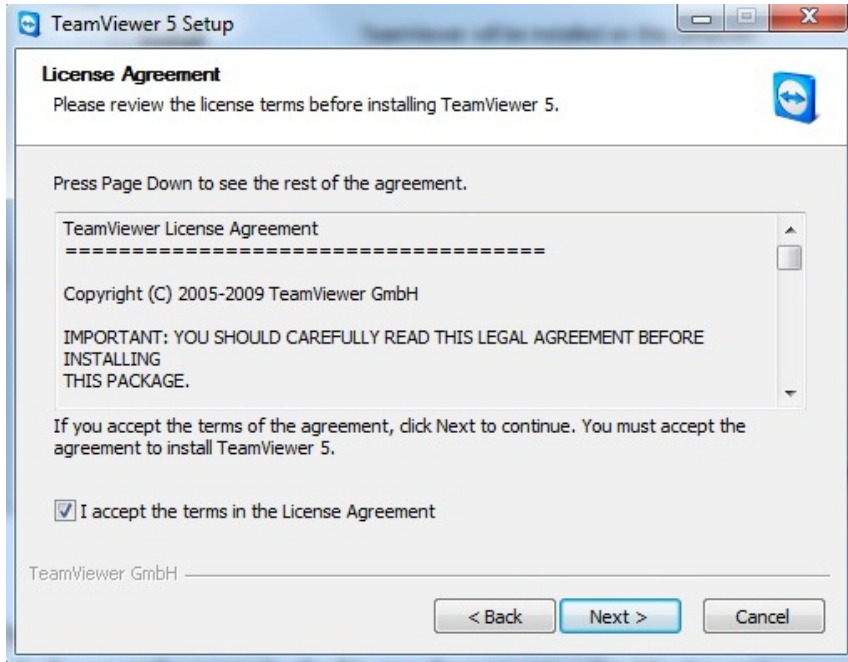 TeamViewer 5 Setup
License Agreement
Please review the license terms before installing TeamViewer 5.
Press Page Down to see the rest of the agreement.
TeamViewer License Agreement
====================================
Copyright (C) 2005-2009 TeamViewer GmbH
IMPORTANT: YOU SHOULD CAREFULLY READ THIS LEGAL AGREEMENT BEFORE
INSTALLING
THIS PACKAGE.
If you accept the terms of the agreement, click Next to continue. You must accept the
agreement to install TeamViewer 5.
I accept the terms in the License Agreement
TeamViewer GmbH
< Back Next > Cancel